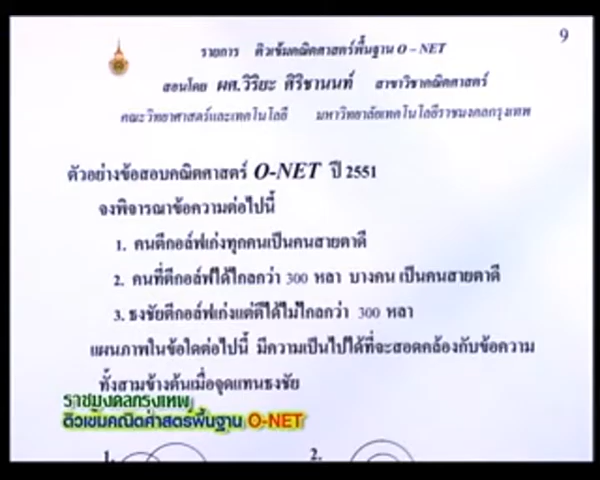 9
รายการ ติวเข้มคณิตศาสตร์พื้นฐาน O – NET
สอนโดย ผศ.วิริยะ ศิริชานนท์ สาขาวิชาคณิตศาสตร์
คณะวิทยาศาสตร์และเทคโนโลยี มหาวิทยาลัยเทคโนโลยีราชมงคลกรุงเทพ
ตัวอย่างข้อสอบคณิตศาสตร์ O-NET ปี 2551
จงพิจารณาข้อความต่อไปนี้
1. คนตีกอล์ฟเก่งทุกคนเป็นคนสายตาดี
2. คนที่ตีกอล์ฟได้ไกลกว่า 300 หลา บางคน เป็นคนสายตาดี
3. ธงชัยตีกอล์ฟเก่งแต่ตีได้ไม่ไกลกว่า 300 หลา
แผนภาพในข้อใดต่อไปนี้ มีความเป็นไปได้ที่จะสอดคล้องกับข้อความ
ทั้งสามข้างต้นเมื่อจุดแทนธงชัย
ราชมงคลกรุงเทพ
ติวเข้มคณิตศาสตร์พื้นฐาน O-NET
1. 2.